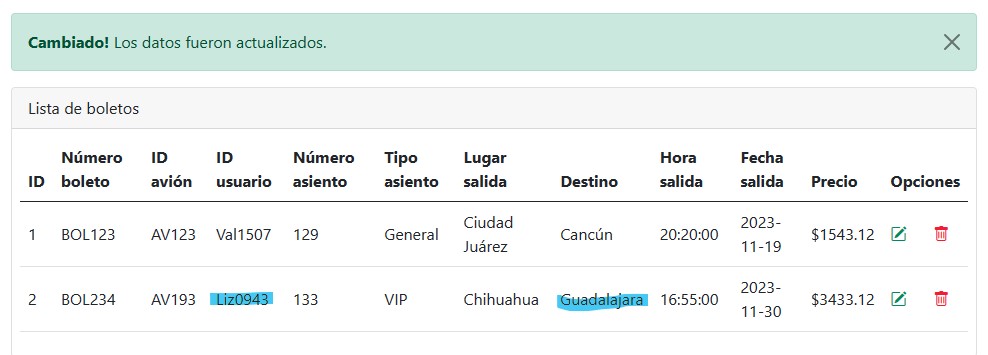 Cambiado! Los datos fueron actualizados.
Lista de boletos
ID Número boleto ID avión ID usuario Número asiento Tipo asiento Lugar salida Destino Hora salida Fecha salida Precio Opciones
1 BOL123 AV123 Val1507 129 General Ciudad Juárez Cancún 20:20:00 2023-11-19 $1543.12
2 BOL234 AV193 Liz0943 133 VIP Chihuahua Guadalajara 16:55:00 2023-11-30 $3433.12